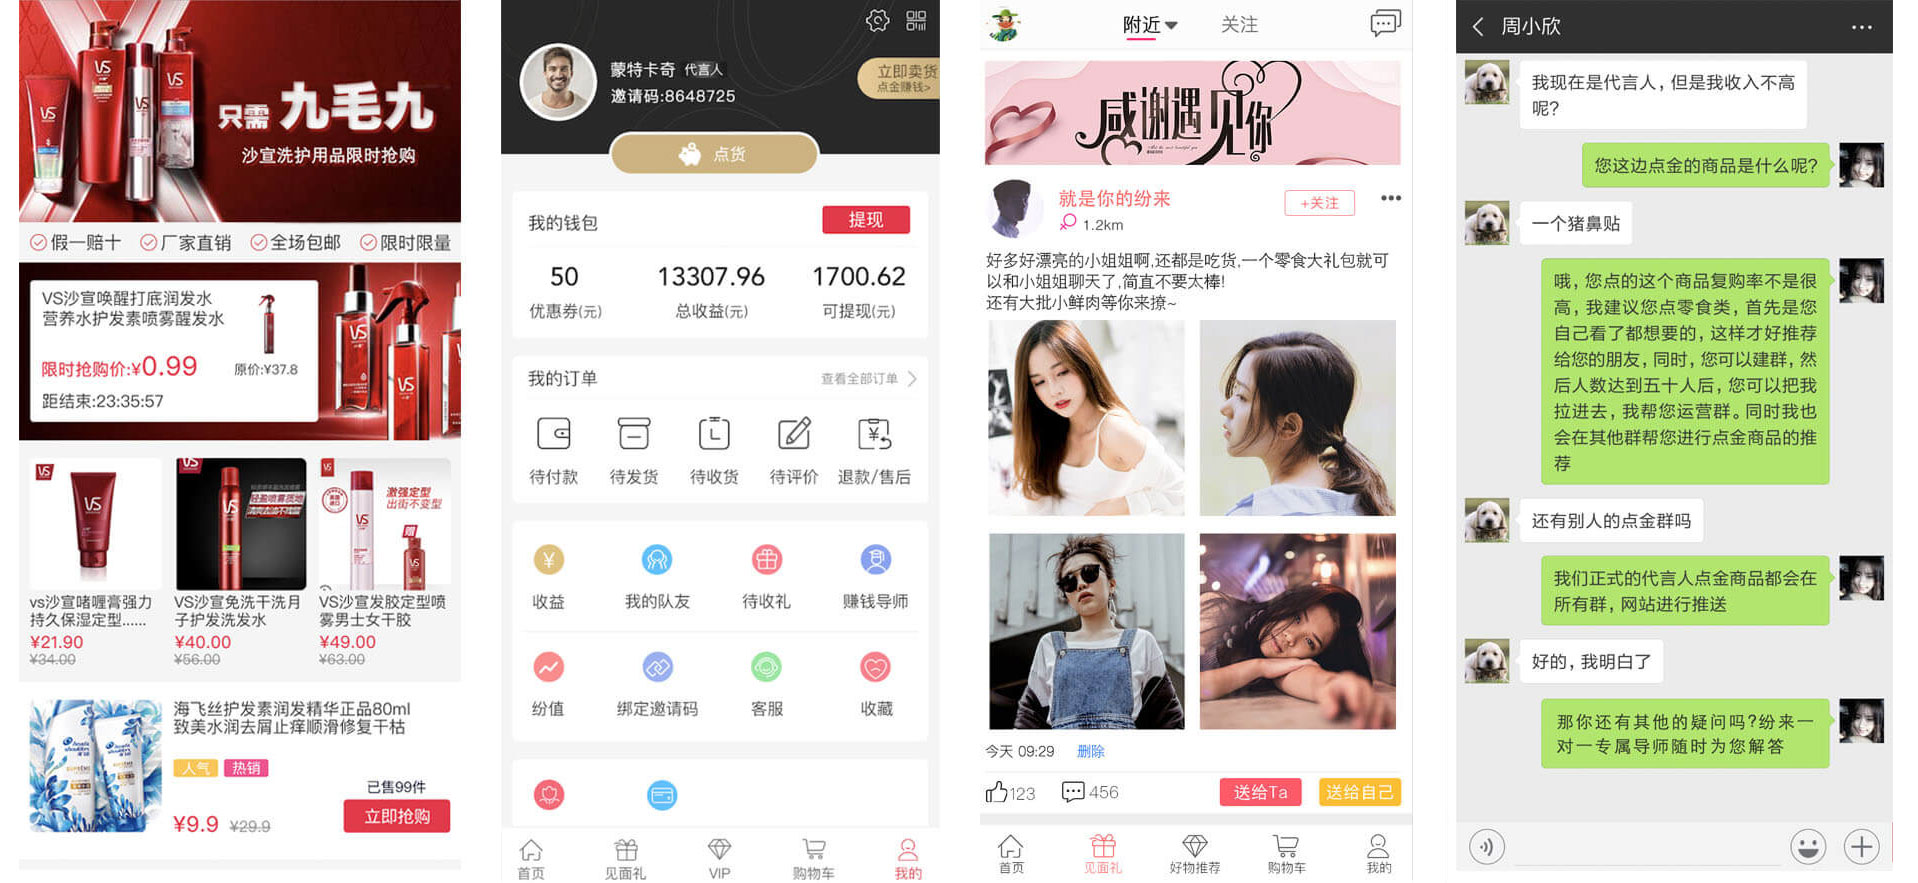 只需 九毛九
沙宣洗护用品限时抢购
假一赔十
厂家直销
全场包邮
限时限量
VS沙宣唤醒打底润发水
营养水护发素喷雾醒发水
限时抢购价:¥0.99
原价:¥37.8
距结束:23:35:57
VS
VS
VS
激强定型
出街不变型
轻盈喷雾质地
vs沙宣啫喱膏强力
持久保湿定型......
¥21.90
¥34.00
VS沙宣免洗干洗月
子护发洗发水
¥40.00
¥56.00
VS沙宣发胶定型喷
雾男士女干胶
¥49.00
¥63.00
海飞丝护发素润发精华正品80ml
致美水润去屑止痒顺滑修复干枯
人气
热销
已售99件
¥9.9
¥29.9
立即抢购
蒙特卡奇
代言人
邀请码:8648725
立即卖货
点金赚钱>
点货
我的钱包
提现
50
13307.96
1700.62
优惠券(元)
总收益(元)
可提现(元)
我的订单
查看全部订单
待付款
待发货
待收货
待评价
退款/售后
收益
我的队友
待收礼
赚钱导师
纷值
绑定邀请码
客服
收藏
首页
见面礼
VIP
购物车
我的
附近
关注
感谢遇见你
就是你的纷来
1.2km
+关注
好多好漂亮的小姐姐啊,还都是吃货,一个零食大礼包就可
以和小姐姐聊天了,简直不要太棒!
还有大批小鲜肉等你来撩~
今天 09:29
删除
123
456
送给Ta
送给自己
首页
见面礼
好物推荐
购物车
我的
周小欣
我现在是代言人，但是我收入不高
呢?
您这边点金的商品是什么呢?
一个猪鼻贴
哦，您点的这个商品复购率不是很
高，我建议您点零食类，首先是您
自己看了都想要的，这样才好推荐
给您的朋友，同时，您可以建群，然
后人数达到五十人后，您可以把我
拉进去，我帮您运营群。同时我也
会在其他群帮您进行点金商品的推
荐
还有别人的点金群吗
我们正式的代言人点金商品都会在
所有群，网站进行推送
好的，我明白了
那你还有其他的疑问吗?纷来一
对一专属导师随时为您解答